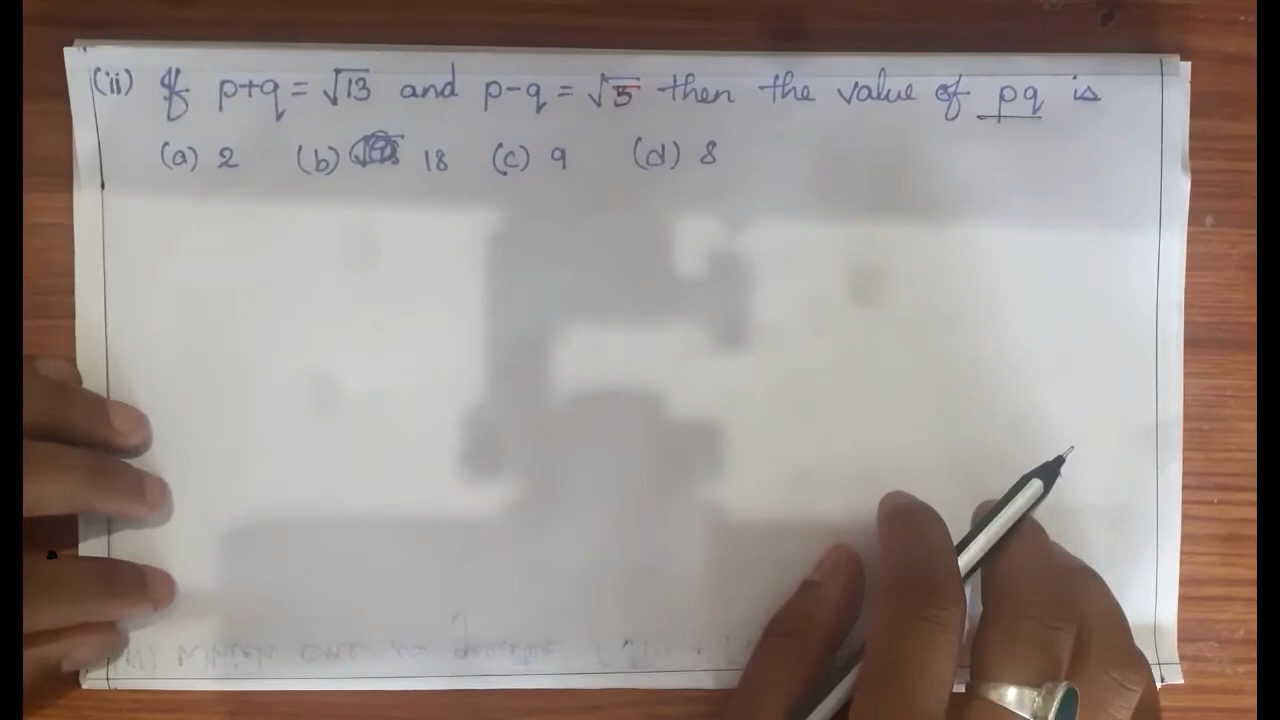 (ii) If p+q = √13 and p-q = √5 then the value of pq is
(a) 2 (b) 18 (c) 9 (d) 8